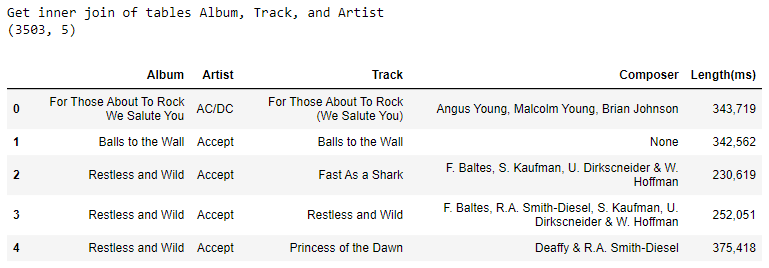 Get inner join of tables Album, Track, and Artist
(3503, 5)
Album Artist Track Composer Length(ms)
0 For Those About To Rock We Salute You AC/DC For Those About To Rock (We Salute You) Angus Young, Malcolm Young, Brian Johnson 343,719
1 Balls to the Wall Accept Balls to the Wall None 342,562
2 Restless and Wild Accept Fast As a Shark F. Baltes, S. Kaufman, U. Dirkscneider & W. Hoffman 230,619
3 Restless and Wild Accept Restless and Wild F. Baltes, R.A. Smith-Diesel, S. Kaufman, U. Dirkscneider & W. Hoffman 252,051
4 Restless and Wild Accept Princess of the Dawn Deaffy & R.A. Smith-Diesel 375,418